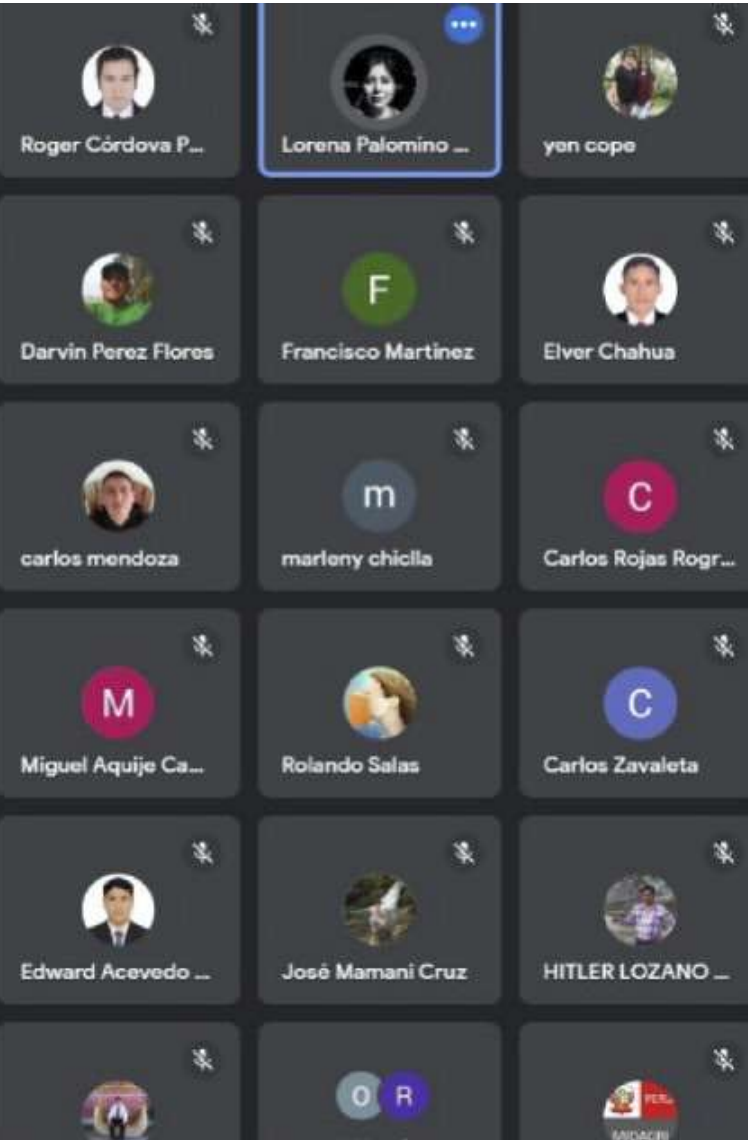 Roger Córdova P...
Lorena Palomino ...
yen cope
F
Darvin Perez Flores
Francisco Martinez
Elver Chahua
m
C
carlos mendoza
marleny chiclla
Carlos Rojas Rogr...
M
C
Miguel Aquije Ca...
Rolando Salas
Carlos Zavaleta
Edward Acevedo ...
José Mamani Cruz
HITLER LOZANO ...
O R